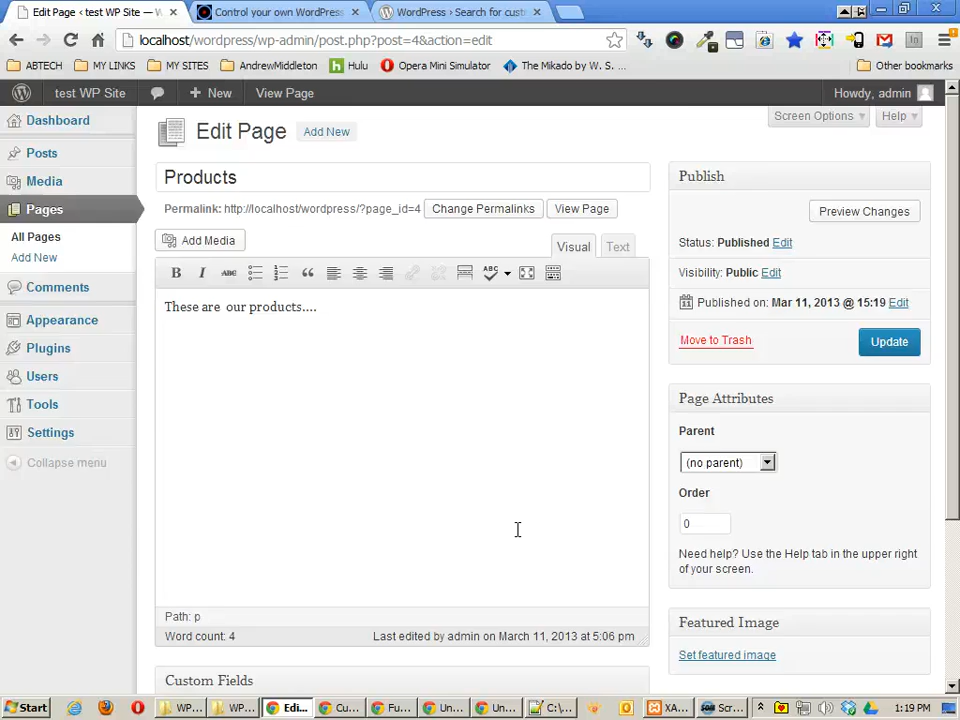 Edit Page < test WP Site — W
Control your own WordPress
WordPress › Search for cust
localhost/wordpress/wp-admin/post.php?post=4&action=edit
ABTECH
MY LINKS
MY SITES
AndrewMiddleton
Hulu
Opera Mini Simulator
The Mikado by W. S. ...
Other bookmarks
test WP Site
+ New
View Page
Howdy, admin
Dashboard
Posts
Media
Pages
All Pages
Add New
Comments
Appearance
Plugins
Users
Tools
Settings
Collapse menu
Screen Options
Help
Edit Page
Add New
Products
Permalink: http://localhost/wordpress/?page_id=4
Change Permalinks
View Page
Add Media
Visual
Text
B
I
ABC
ABC
These are our products....
Path: p
Word count: 4
Last edited by admin on March 11, 2013 at 5:06 pm
Custom Fields
Publish
Preview Changes
Status: Published Edit
Visibility: Public Edit
Published on: Mar 11, 2013 @ 15:19 Edit
Move to Trash
Update
Page Attributes
Parent
(no parent)
Order
0
Need help? Use the Help tab in the upper right
of your screen.
Featured Image
Set featured image
Start
WP...
WP...
Edi...
Cu...
Fu...
Un...
Un...
C:\...
XA...
Scr...
1:19 PM